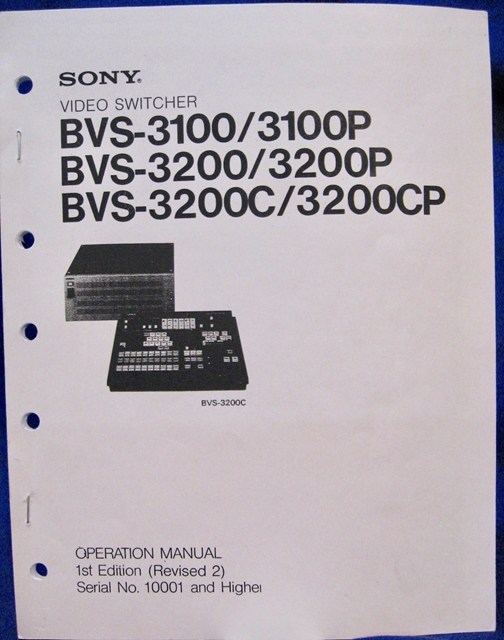 SONY®
VIDEO SWITCHER
BVS-3100/3100P
BVS-3200/3200P
BVS-3200C/3200CP
BVS-3200C
OPERATION MANUAL
1st Edition (Revised 2)
Serial No. 10001 and Higher